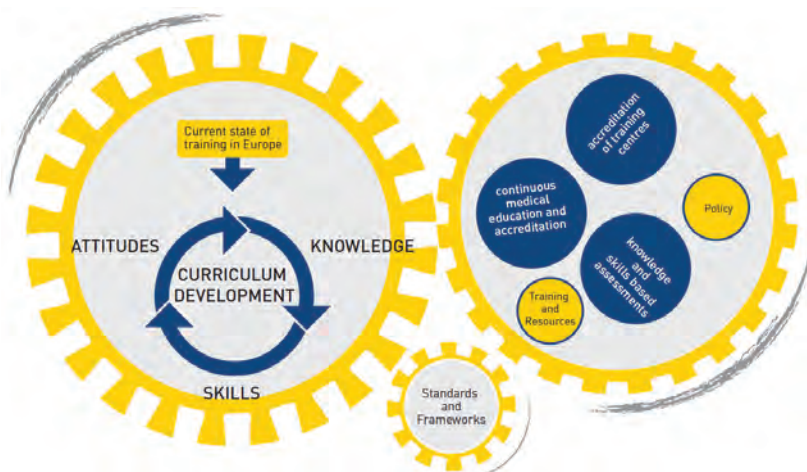 Current state of
training in Europe
ATTITUDES
KNOWLEDGE
CURRICULUM
DEVELOPMENT
SKILLS
accreditation
of training
centres
continuous
medical
education and
accreditation
Policy
knowledge
and
skills based
assessments
Training
and
Resources
Standards
and
Frameworks